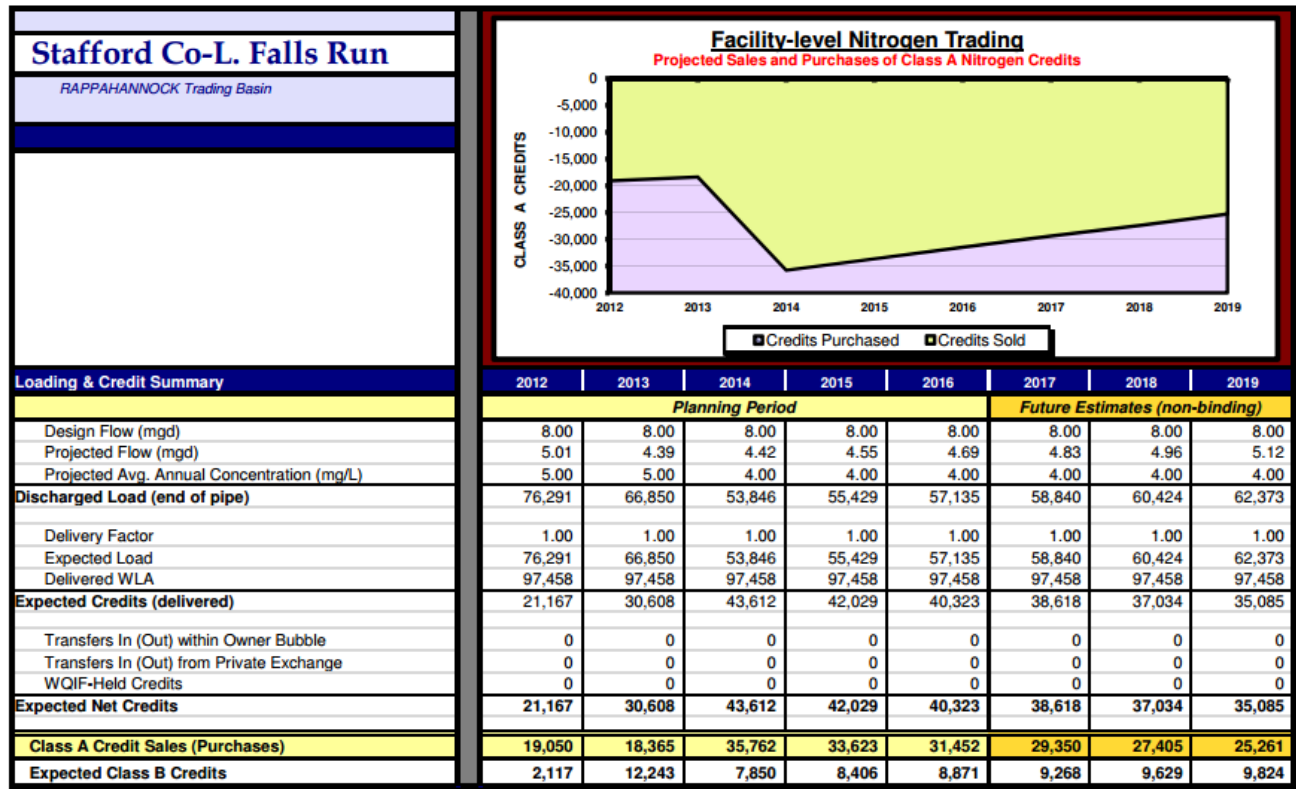 Stafford Co-L. Falls Run
RAPPAHANNOCK Trading Basin
Facility-level Nitrogen Trading
Projected Sales and Purchases of Class A Nitrogen Credits
CLASS A CREDITS
0
-5,000
-10,000
-15,000
-20,000
-25,000
-30,000
-35,000
-40,000
2012 2013 2014 2015 2016 2017 2018 2019
Credits Purchased Credits Sold
Loading & Credit Summary 2012 2013 2014 2015 2016 2017 2018 2019
Planning Period Future Estimates (non-binding)
Design Flow (mgd) 8.00 8.00 8.00 8.00 8.00 8.00 8.00 8.00
Projected Flow (mgd) 5.01 4.39 4.42 4.55 4.69 4.83 4.96 5.12
Projected Avg. Annual Concentration (mg/L) 5.00 5.00 4.00 4.00 4.00 4.00 4.00 4.00
Discharged Load (end of pipe) 76,291 66,850 53,846 55,429 57,135 58,840 60,424 62,373
Delivery Factor 1.00 1.00 1.00 1.00 1.00 1.00 1.00 1.00
Expected Load 76,291 66,850 53,846 55,429 57,135 58,840 60,424 62,373
Delivered WLA 97,458 97,458 97,458 97,458 97,458 97,458 97,458 97,458
Expected Credits (delivered) 21,167 30,608 43,612 42,029 40,323 38,618 37,034 35,085
Transfers In (Out) within Owner Bubble 0 0 0 0 0 0 0 0
Transfers In (Out) from Private Exchange 0 0 0 0 0 0 0 0
WQIF-Held Credits 0 0 0 0 0 0 0 0
Expected Net Credits 21,167 30,608 43,612 42,029 40,323 38,618 37,034 35,085
Class A Credit Sales (Purchases) 19,050 18,365 35,762 33,623 31,452 29,350 27,405 25,261
Expected Class B Credits 2,117 12,243 7,850 8,406 8,871 9,268 9,629 9,824